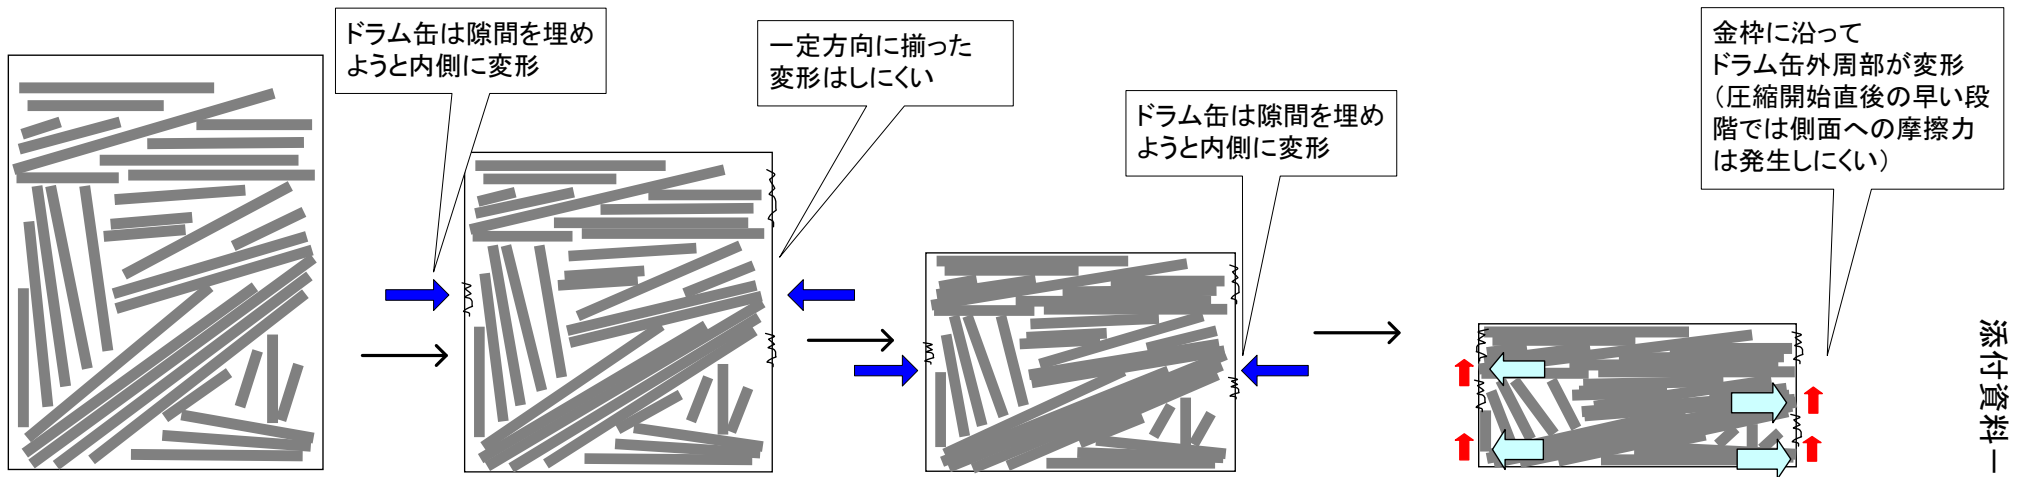 ドラム缶は隙間を埋め
ようと内側に変形
一定方向に揃った
変形はしにくい
ドラム缶は隙間を埋め
ようと内側に変形
金枠に沿って
ドラム缶外周部が変形
（圧縮開始直後の早い段
階では側面への摩擦力
は発生しにくい）
添付資料－